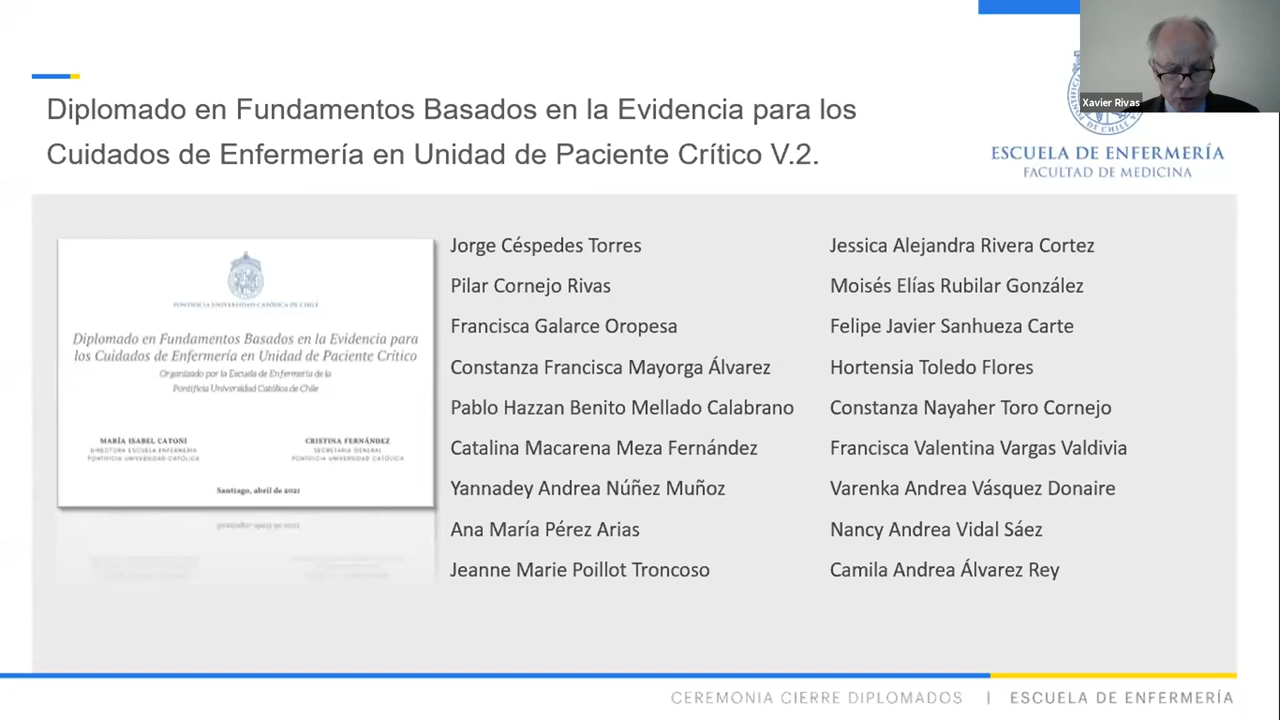 Xavier Rivas
Diplomado en Fundamentos Basados en la Evidencia para los
Cuidados de Enfermería en Unidad de Paciente Crítico V.2.
ESCUELA DE ENFERMERÍA
FACULTAD DE MEDICINA
PONTIFICIA UNIVERSIDAD CATÓLICA DE CHILE
Diplomado en Fundamentos Basados en la Evidencia para
los Cuidados de Enfermería en Unidad de Paciente Crítico
Organizado por la Escuela de Enfermería de la
Pontificia Universidad Católica de Chile
MARÍA ISABEL CATONI
DIRECTORA ESCUELA ENFERMERÍA
PONTIFICIA UNIVERSIDAD CATÓLICA
CRISTINA FERNÁNDEZ
SECRETARIA GENERAL
PONTIFICIA UNIVERSIDAD CATÓLICA
Santiago, abril de 2021
Jorge Céspedes Torres
Pilar Cornejo Rivas
Francisca Galarce Oropesa
Constanza Francisca Mayorga Álvarez
Pablo Hazzan Benito Mellado Calabrano
Catalina Macarena Meza Fernández
Yannadey Andrea Núñez Muñoz
Ana María Pérez Arias
Jeanne Marie Poillot Troncoso
Jessica Alejandra Rivera Cortez
Moisés Elías Rubilar González
Felipe Javier Sanhueza Carte
Hortensia Toledo Flores
Constanza Nayaher Toro Cornejo
Francisca Valentina Vargas Valdivia
Varenka Andrea Vásquez Donaire
Nancy Andrea Vidal Sáez
Camila Andrea Álvarez Rey
CEREMONIA CIERRE DIPLOMADOS | ESCUELA DE ENFERMERÍA